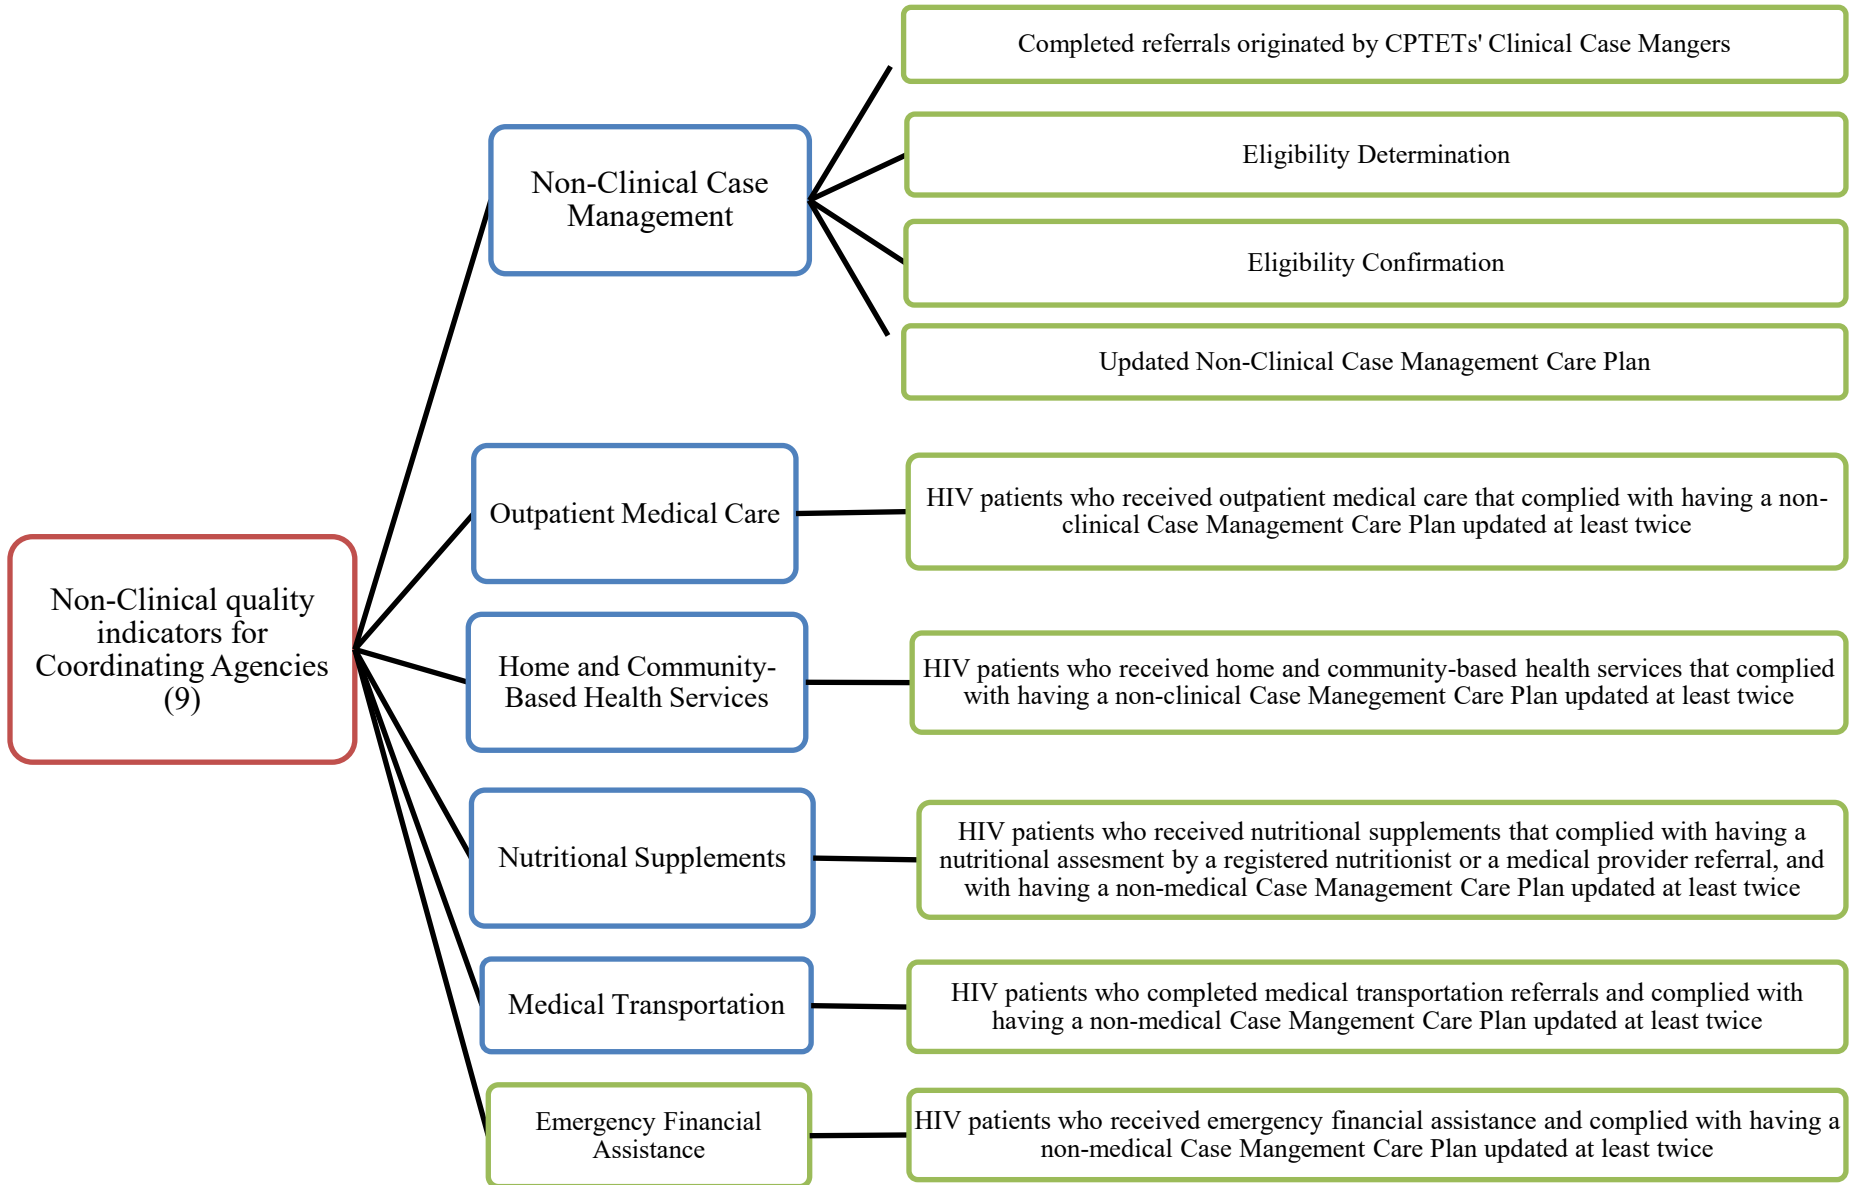 Non-Clinical quality
indicators for
Coordinating Agencies
(9)
Non-Clinical Case
Management
Completed referrals originated by CPTETs' Clinical Case Mangers
Eligibility Determination
Eligibility Confirmation
Updated Non-Clinical Case Management Care Plan
Outpatient Medical Care
HIV patients who received outpatient medical care that complied with having a non-
clinical Case Management Care Plan updated at least twice
Home and Community-
Based Health Services
HIV patients who received home and community-based health services that complied
with having a non-clinical Case Manegement Care Plan updated at least twice
Nutritional Supplements
HIV patients who received nutritional supplements that complied with having a
nutritional assesment by a registered nutritionist or a medical provider referral, and
with having a non-medical Case Management Care Plan updated at least twice
Medical Transportation
HIV patients who completed medical transportation referrals and complied with
having a non-medical Case Mangement Care Plan updated at least twice
Emergency Financial
Assistance
HIV patients who received emergency financial assistance and complied with having a
non-medical Case Mangement Care Plan updated at least twice